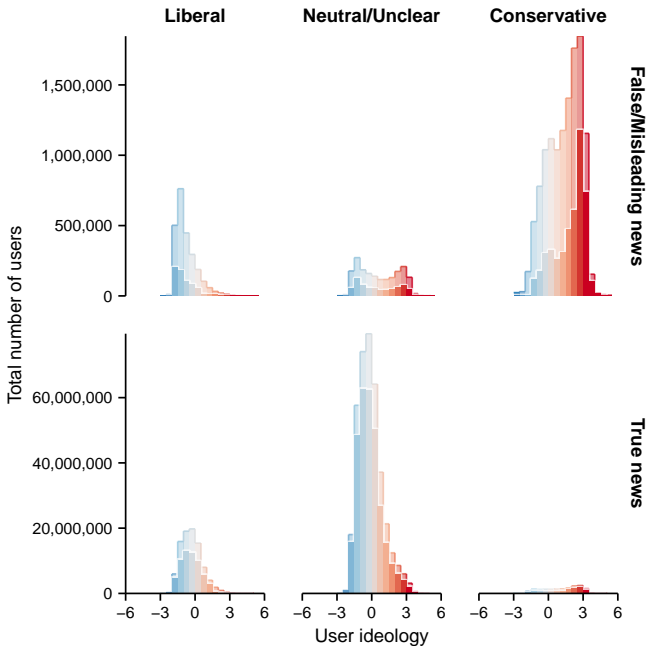 Liberal
Neutral/Unclear
Conservative
False/Misleading news
1,500,000
1,000,000
500,000
0
Total number of users
True news
60,000,000
40,000,000
20,000,000
0
−6 −3 0 3 6
−6 −3 0 3 6
−6 −3 0 3 6
User ideology